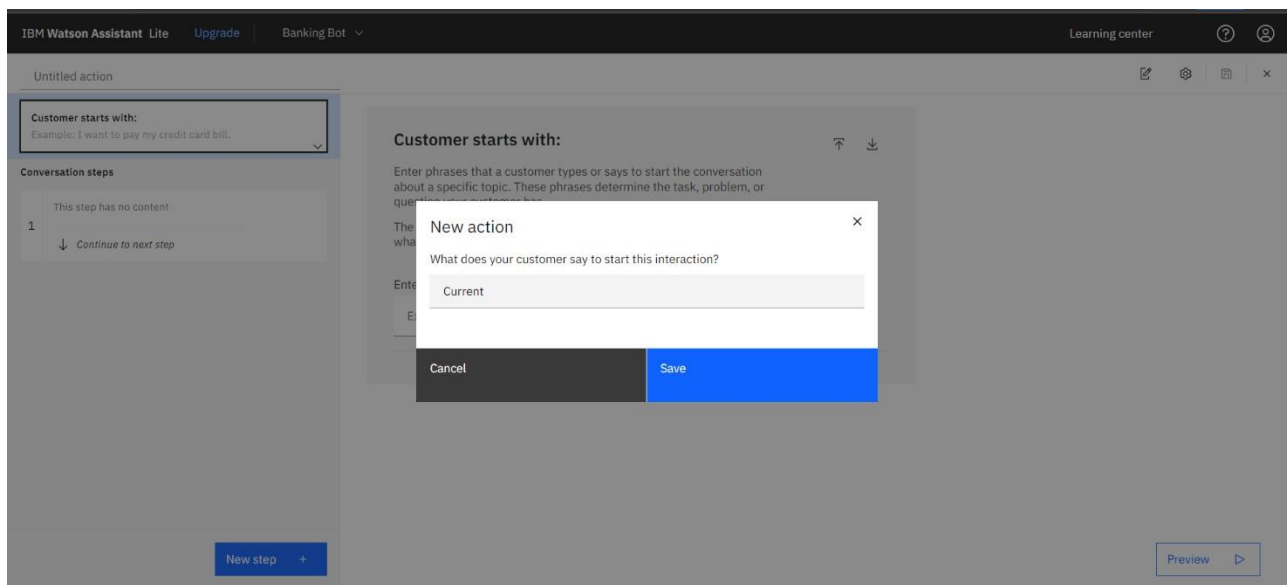 IBM Watson Assistant Lite Upgrade Banking Bot Learning center
Untitled action
Customer starts with:
Example: I want to pay my credit card bill.
Conversation steps
1
This step has no content
Continue to next step
New step +
Customer starts with:
Enter phrases that a customer types or says to start the conversation
about a specific topic. These phrases determine the task, problem, or
The
New action
What does your customer say to start this interaction?
Current
Cancel
Save
Preview